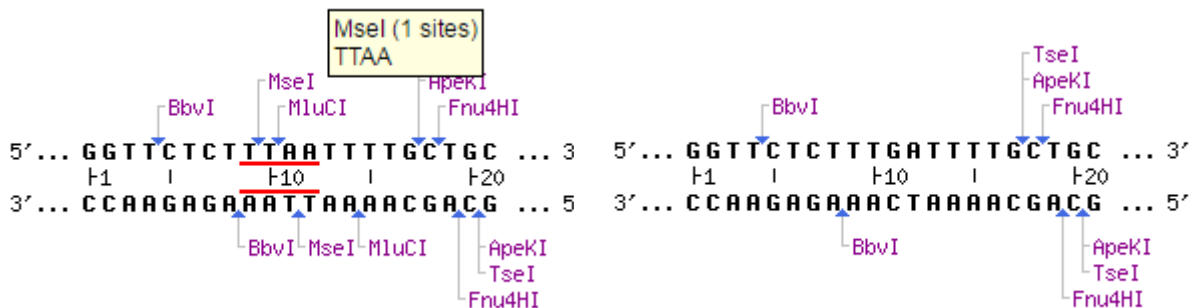 MseI (1 sites)
TTAA
MseI ApeKI
BbvI MluCI Fnu4HI
5′... GGTTCTCTTTAATTTTGCTGC ... 3
1 10 20
3′... CCAAGAGAAATTAAAACGACG ... 5
BbvI MseI MluCI ApeKI
TseI
Fnu4HI
TseI
ApeKI
BbvI Fnu4HI
5′... GGTTCTCTTTGATTTTGCTGC ... 3′
1 10 20
3′... CCAAGAGAAACTAAAACGACG ... 5′
BbvI ApeKI
TseI
Fnu4HI